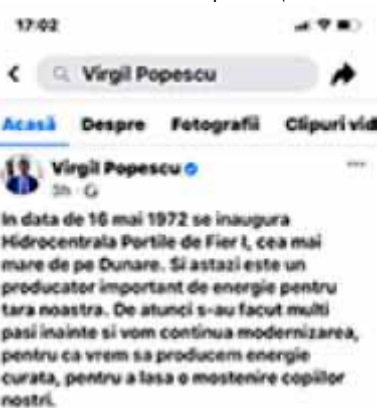 17:02
Virgil Popescu
Acasă Despre Fotografii Clipuri vid
Virgil Popescu
3h
In data de 16 mai 1972 se inaugura
Hidrocentrala Portile de Fier I, cea mai
mare de pe Dunare. Si astazi este un
producator important de energie pentru
tara noastra. De atunci s-au facut multi
pasi inainte si vom continua modernizarea,
pentru ca vrem sa producem energie
curata, pentru a lasa o mostenire copiilor
nostri.